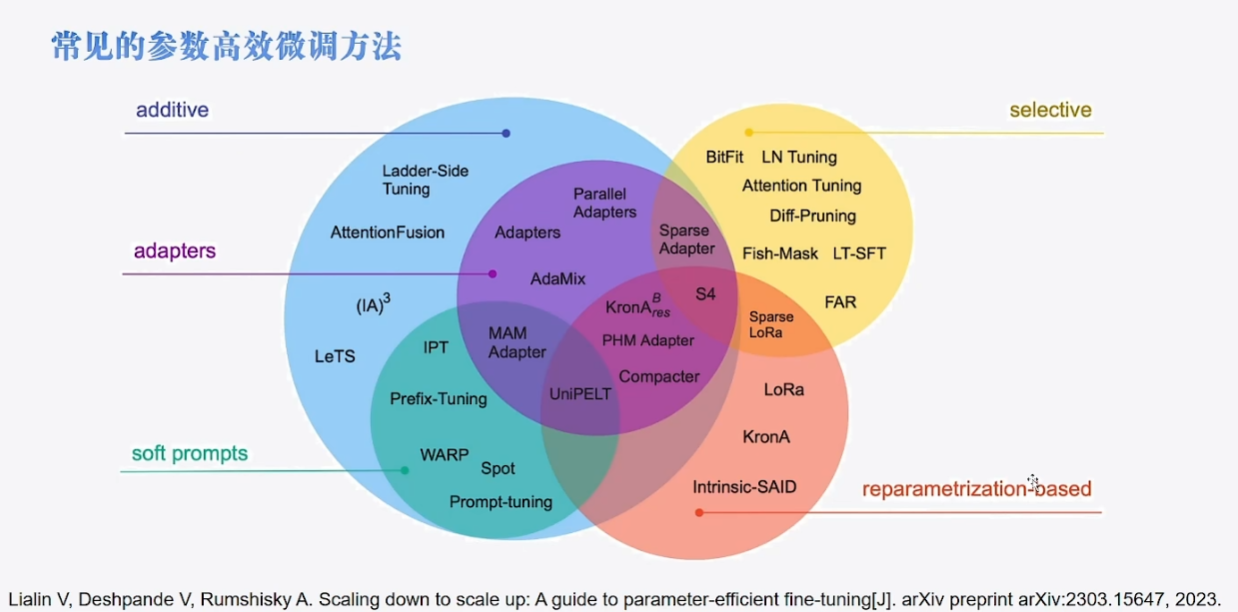 常见的参数高效微调方法
additive
selective
BitFit LN Tuning
Ladder-Side
Tuning
Attention Tuning
Parallel
Adapters
Diff-Pruning
AttentionFusion
Adapters
Sparse
Adapter
adapters
Fish-Mask LT-SFT
AdaMix
(IA)³
KronA^B_res
S4
FAR
Sparse
LoRa
MAM
Adapter
PHM Adapter
LeTS
IPT
Compacter
UniPELT
LoRa
Prefix-Tuning
KronA
soft prompts
WARP
Spot
Intrinsic-SAID
reparametrization-based
Prompt-tuning
Lialin V, Deshpande V, Rumshisky A. Scaling down to scale up: A guide to parameter-efficient fine-tuning[J]. arXiv preprint arXiv:2303.15647, 2023.